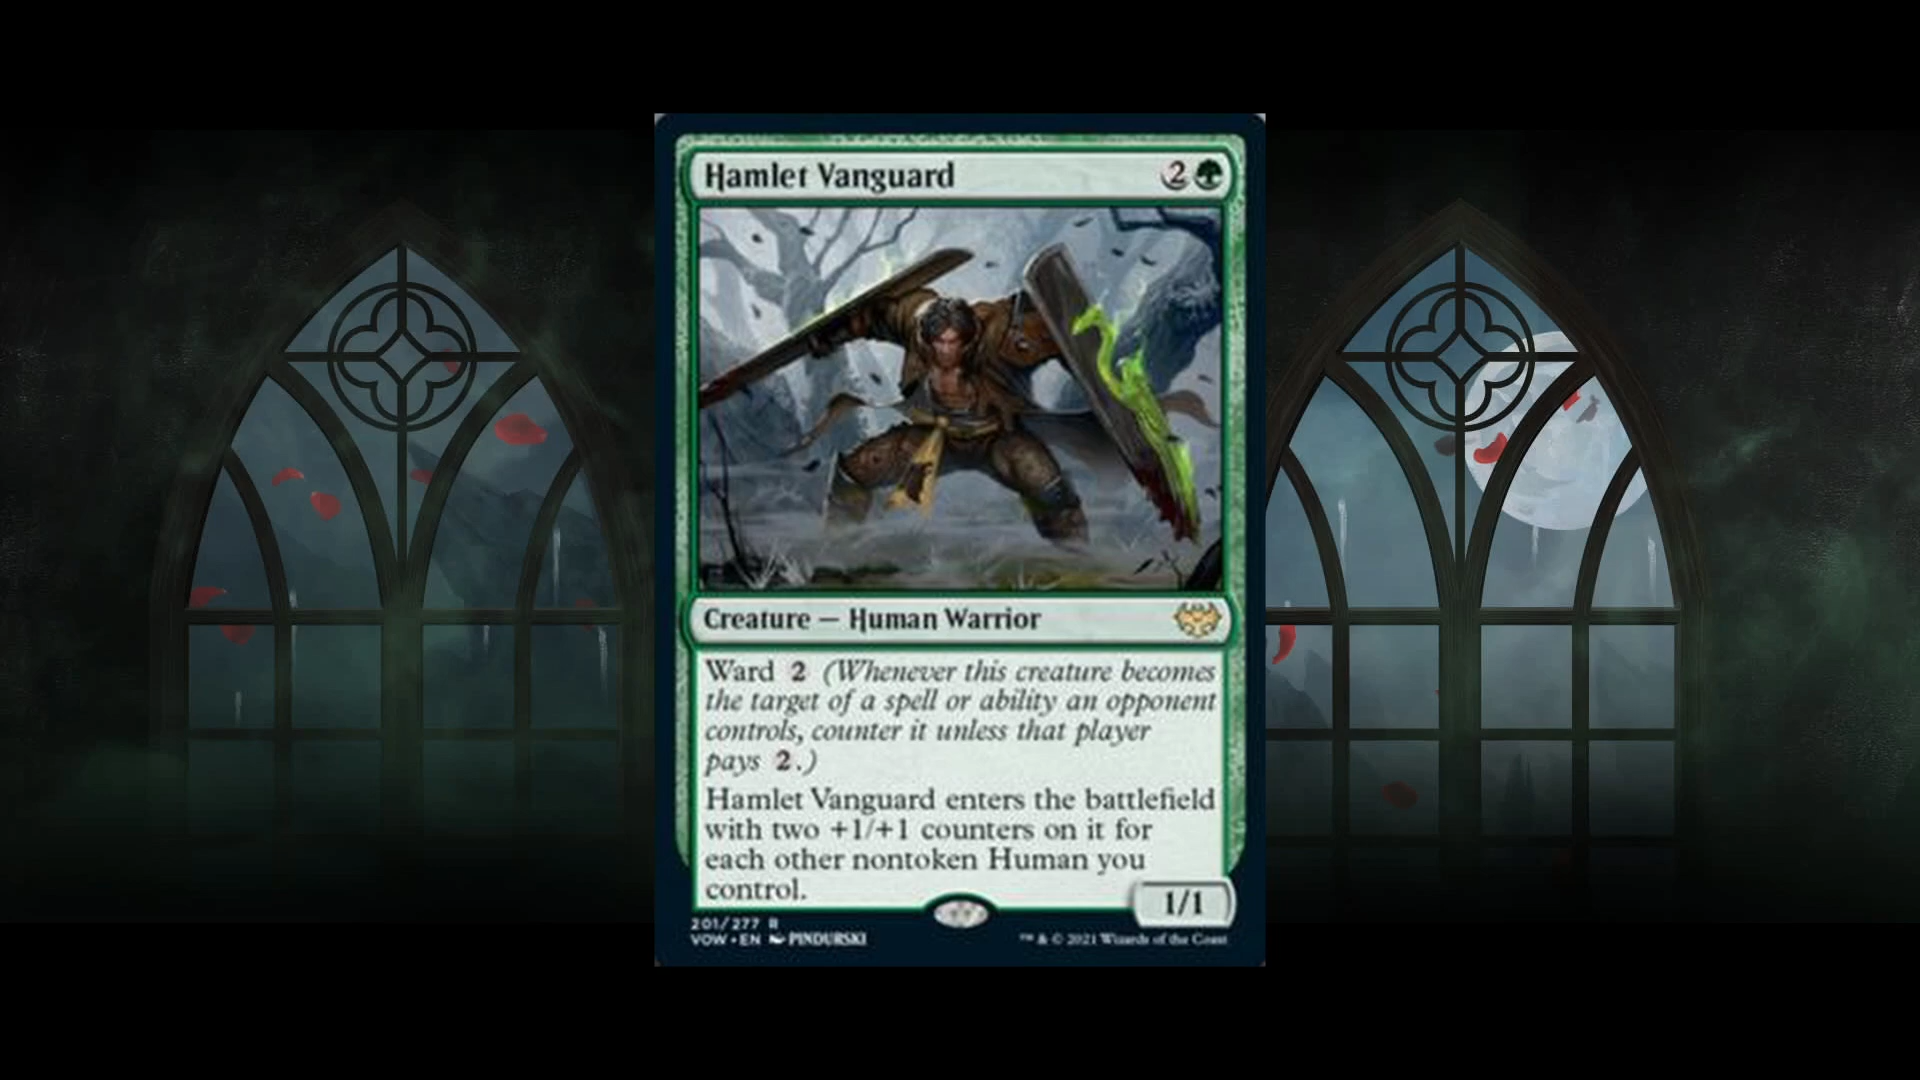 Hamlet Vanguard 2
Creature — Human Warrior
Ward 2 (Whenever this creature becomes
the target of a spell or ability an opponent
controls, counter it unless that player
pays 2.)
Hamlet Vanguard enters the battlefield
with two +1/+1 counters on it for
each other nontoken Human you
control.
1/1
201/277 R
VOW • EN PINDURSKI
™ & © 2021 Wizards of the Coast